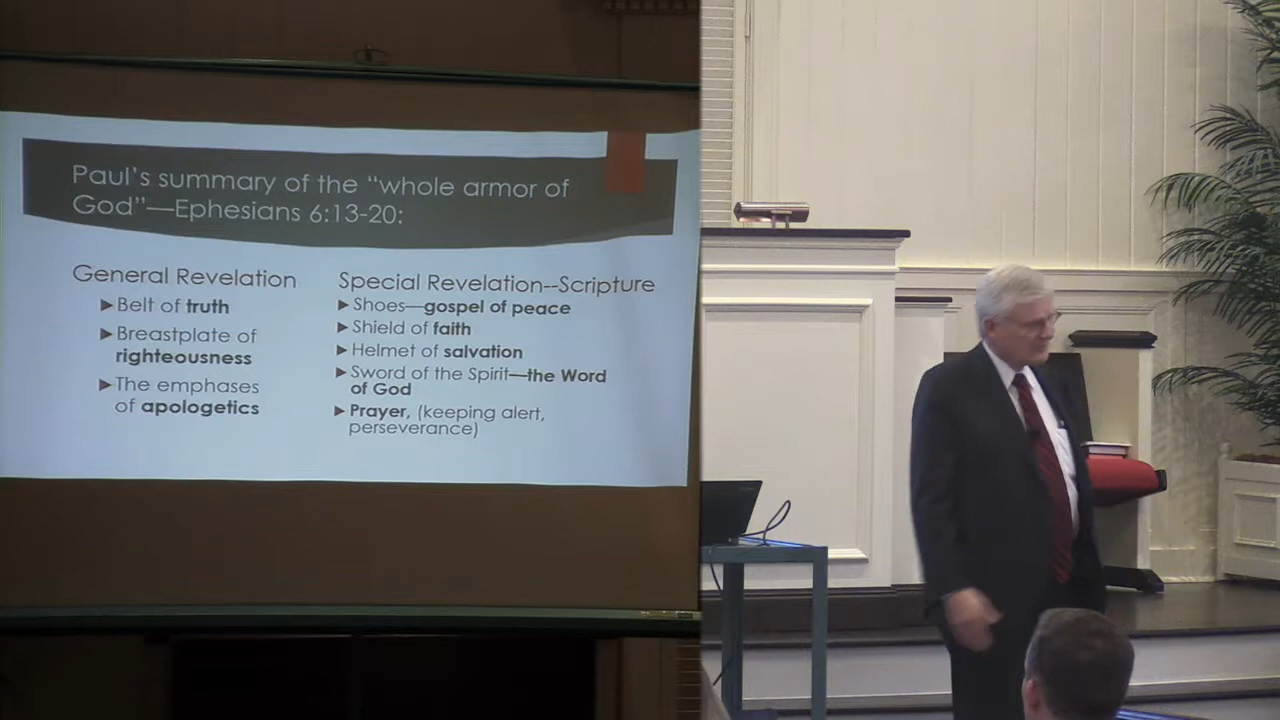 Paul's summary of the “whole armor of
God”—Ephesians 6:13-20:
General Revelation
▶Belt of truth
▶Breastplate of
righteousness
▶The emphases
of apologetics
Special Revelation--Scripture
▶Shoes—gospel of peace
▶Shield of faith
▶Helmet of salvation
▶Sword of the Spirit—the Word
of God
▶Prayer, (keeping alert,
perseverance)